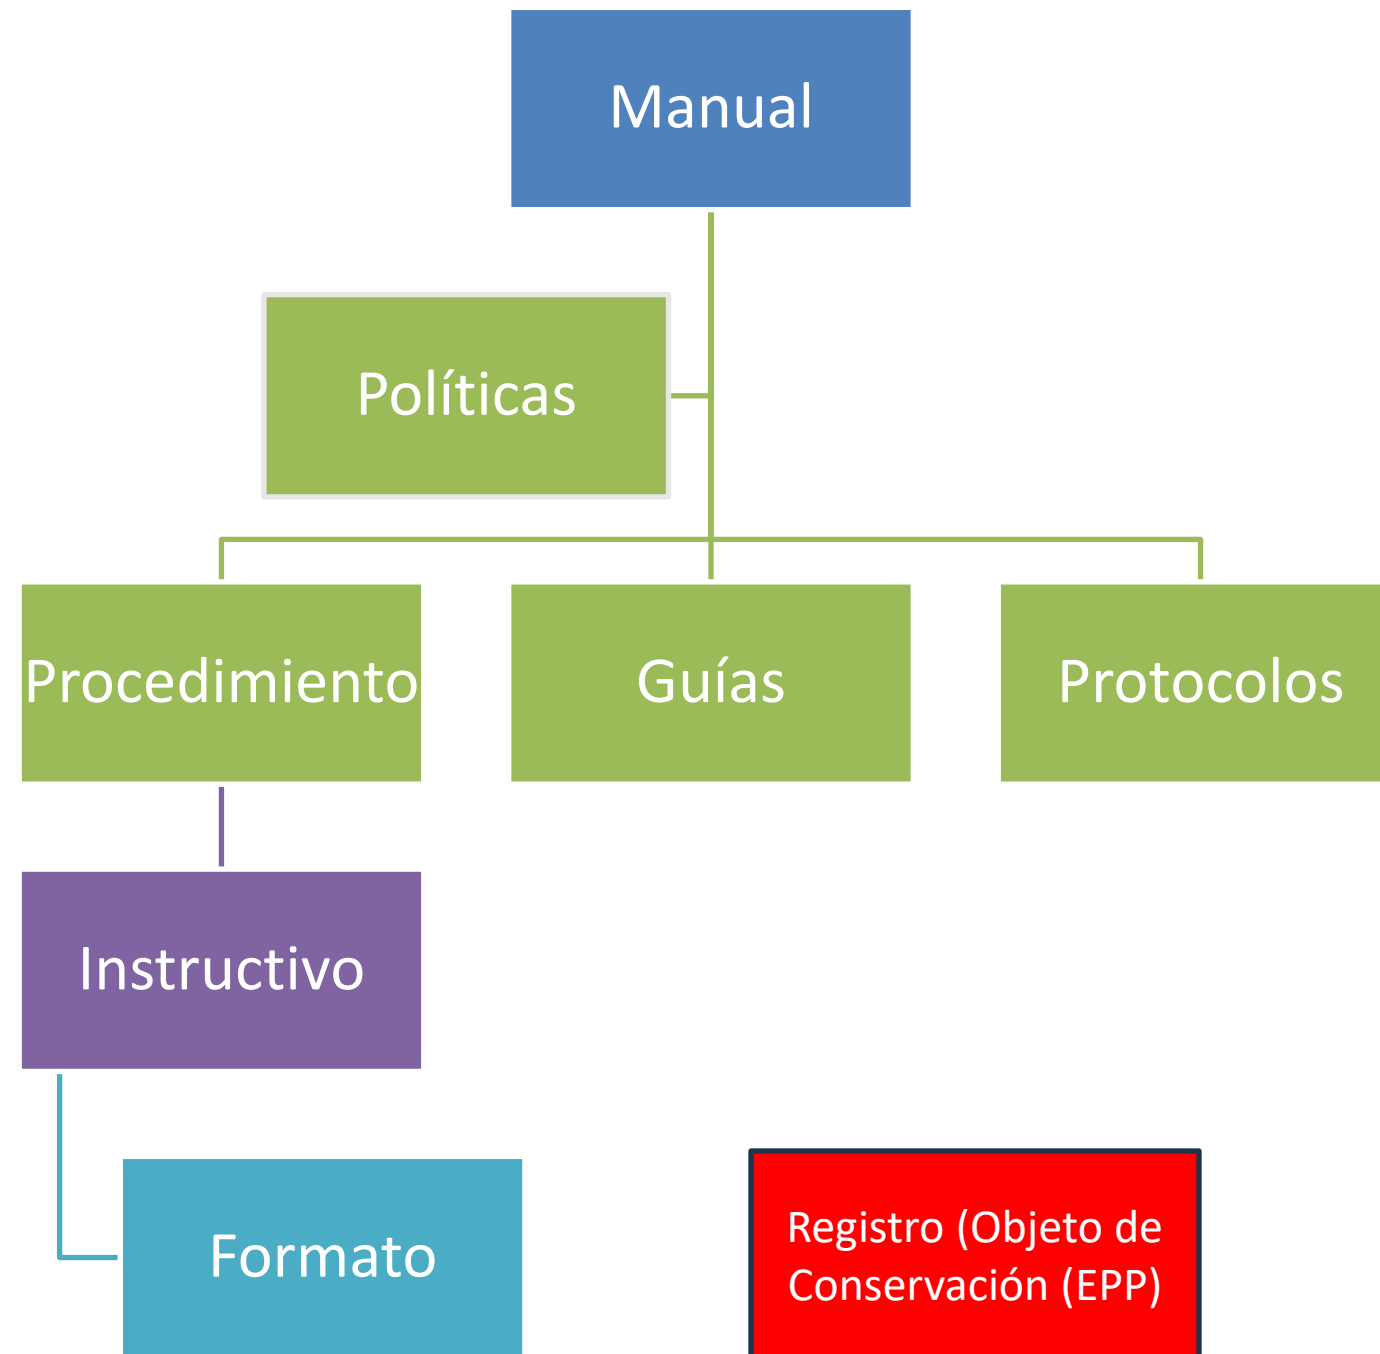 Manual
Políticas
Procedimiento
Guías
Protocolos
Instructivo
Formato
Registro (Objeto de
Conservación (EPP)